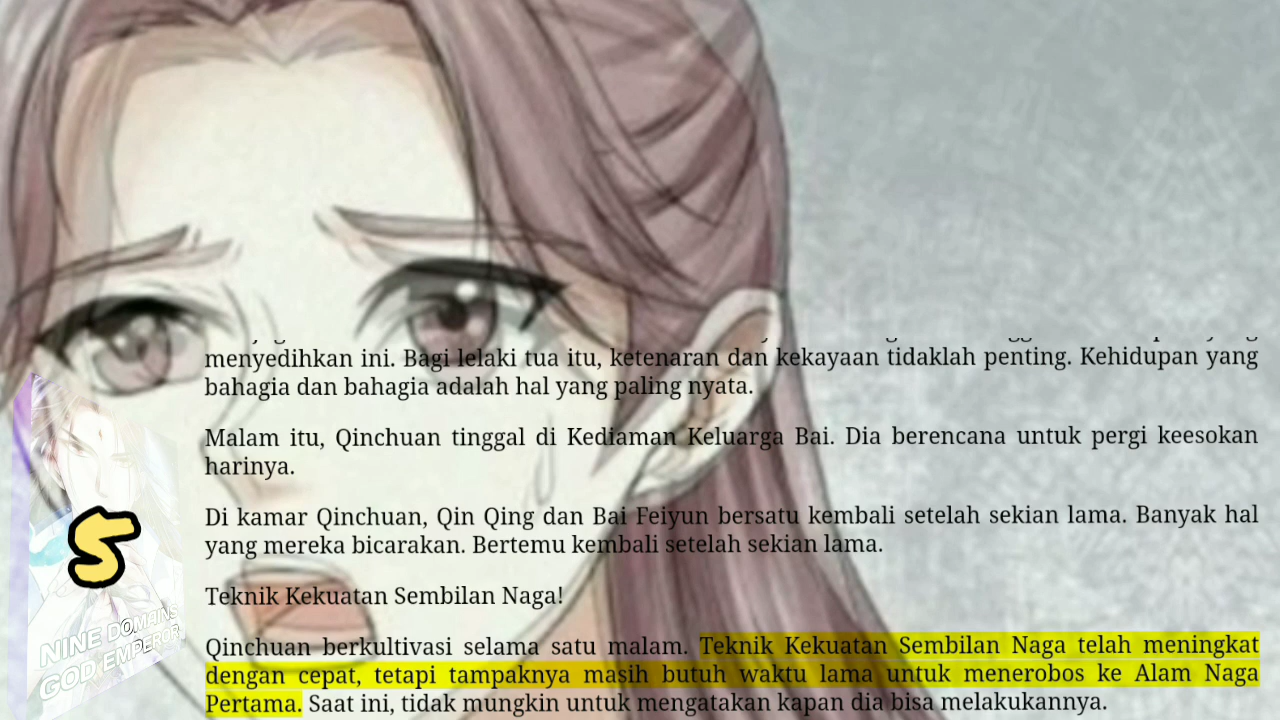 menyedihkan ini. Bagi lelaki tua itu, ketenaran dan kekayaan tidaklah penting. Kehidupan yang
bahagia dan bahagia adalah hal yang paling nyata.
Malam itu, Qinchuan tinggal di Kediaman Keluarga Bai. Dia berencana untuk pergi keesokan
harinya.
Di kamar Qinchuan, Qin Qing dan Bai Feiyun bersatu kembali setelah sekian lama. Banyak hal
yang mereka bicarakan. Bertemu kembali setelah sekian lama.
Teknik Kekuatan Sembilan Naga!
Qinchuan berkultivasi selama satu malam. Teknik Kekuatan Sembilan Naga telah meningkat
dengan cepat, tetapi tampaknya masih butuh waktu lama untuk menerobos ke Alam Naga
Pertama. Saat ini, tidak mungkin untuk mengatakan kapan dia bisa melakukannya.
S
NINE DOMAINS
GOD EMPEROR